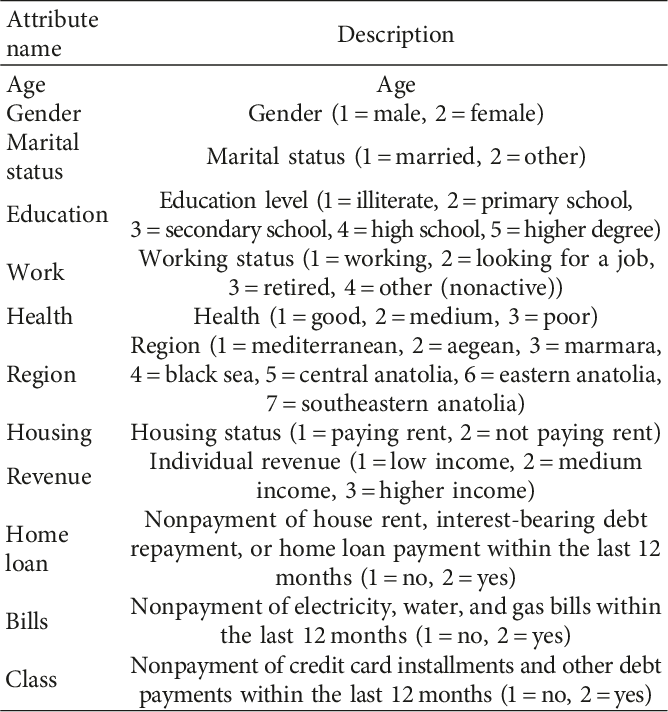 Attribute name Description
Age Age
Gender Gender (1 = male, 2 = female)
Marital status Marital status (1 = married, 2 = other)
Education Education level (1 = illiterate, 2 = primary school,
3 = secondary school, 4 = high school, 5 = higher degree)
Work Working status (1 = working, 2 = looking for a job,
3 = retired, 4 = other (nonactive))
Health Health (1 = good, 2 = medium, 3 = poor)
Region Region (1 = mediterranean, 2 = aegean, 3 = marmara,
4 = black sea, 5 = central anatolia, 6 = eastern anatolia,
7 = southeastern anatolia)
Housing Housing status (1 = paying rent, 2 = not paying rent)
Revenue Individual revenue (1 = low income, 2 = medium
income, 3 = higher income)
Home loan Nonpayment of house rent, interest-bearing debt
repayment, or home loan payment within the last 12
months (1 = no, 2 = yes)
Bills Nonpayment of electricity, water, and gas bills within
the last 12 months (1 = no, 2 = yes)
Class Nonpayment of credit card installments and other debt
payments within the last 12 months (1 = no, 2 = yes)